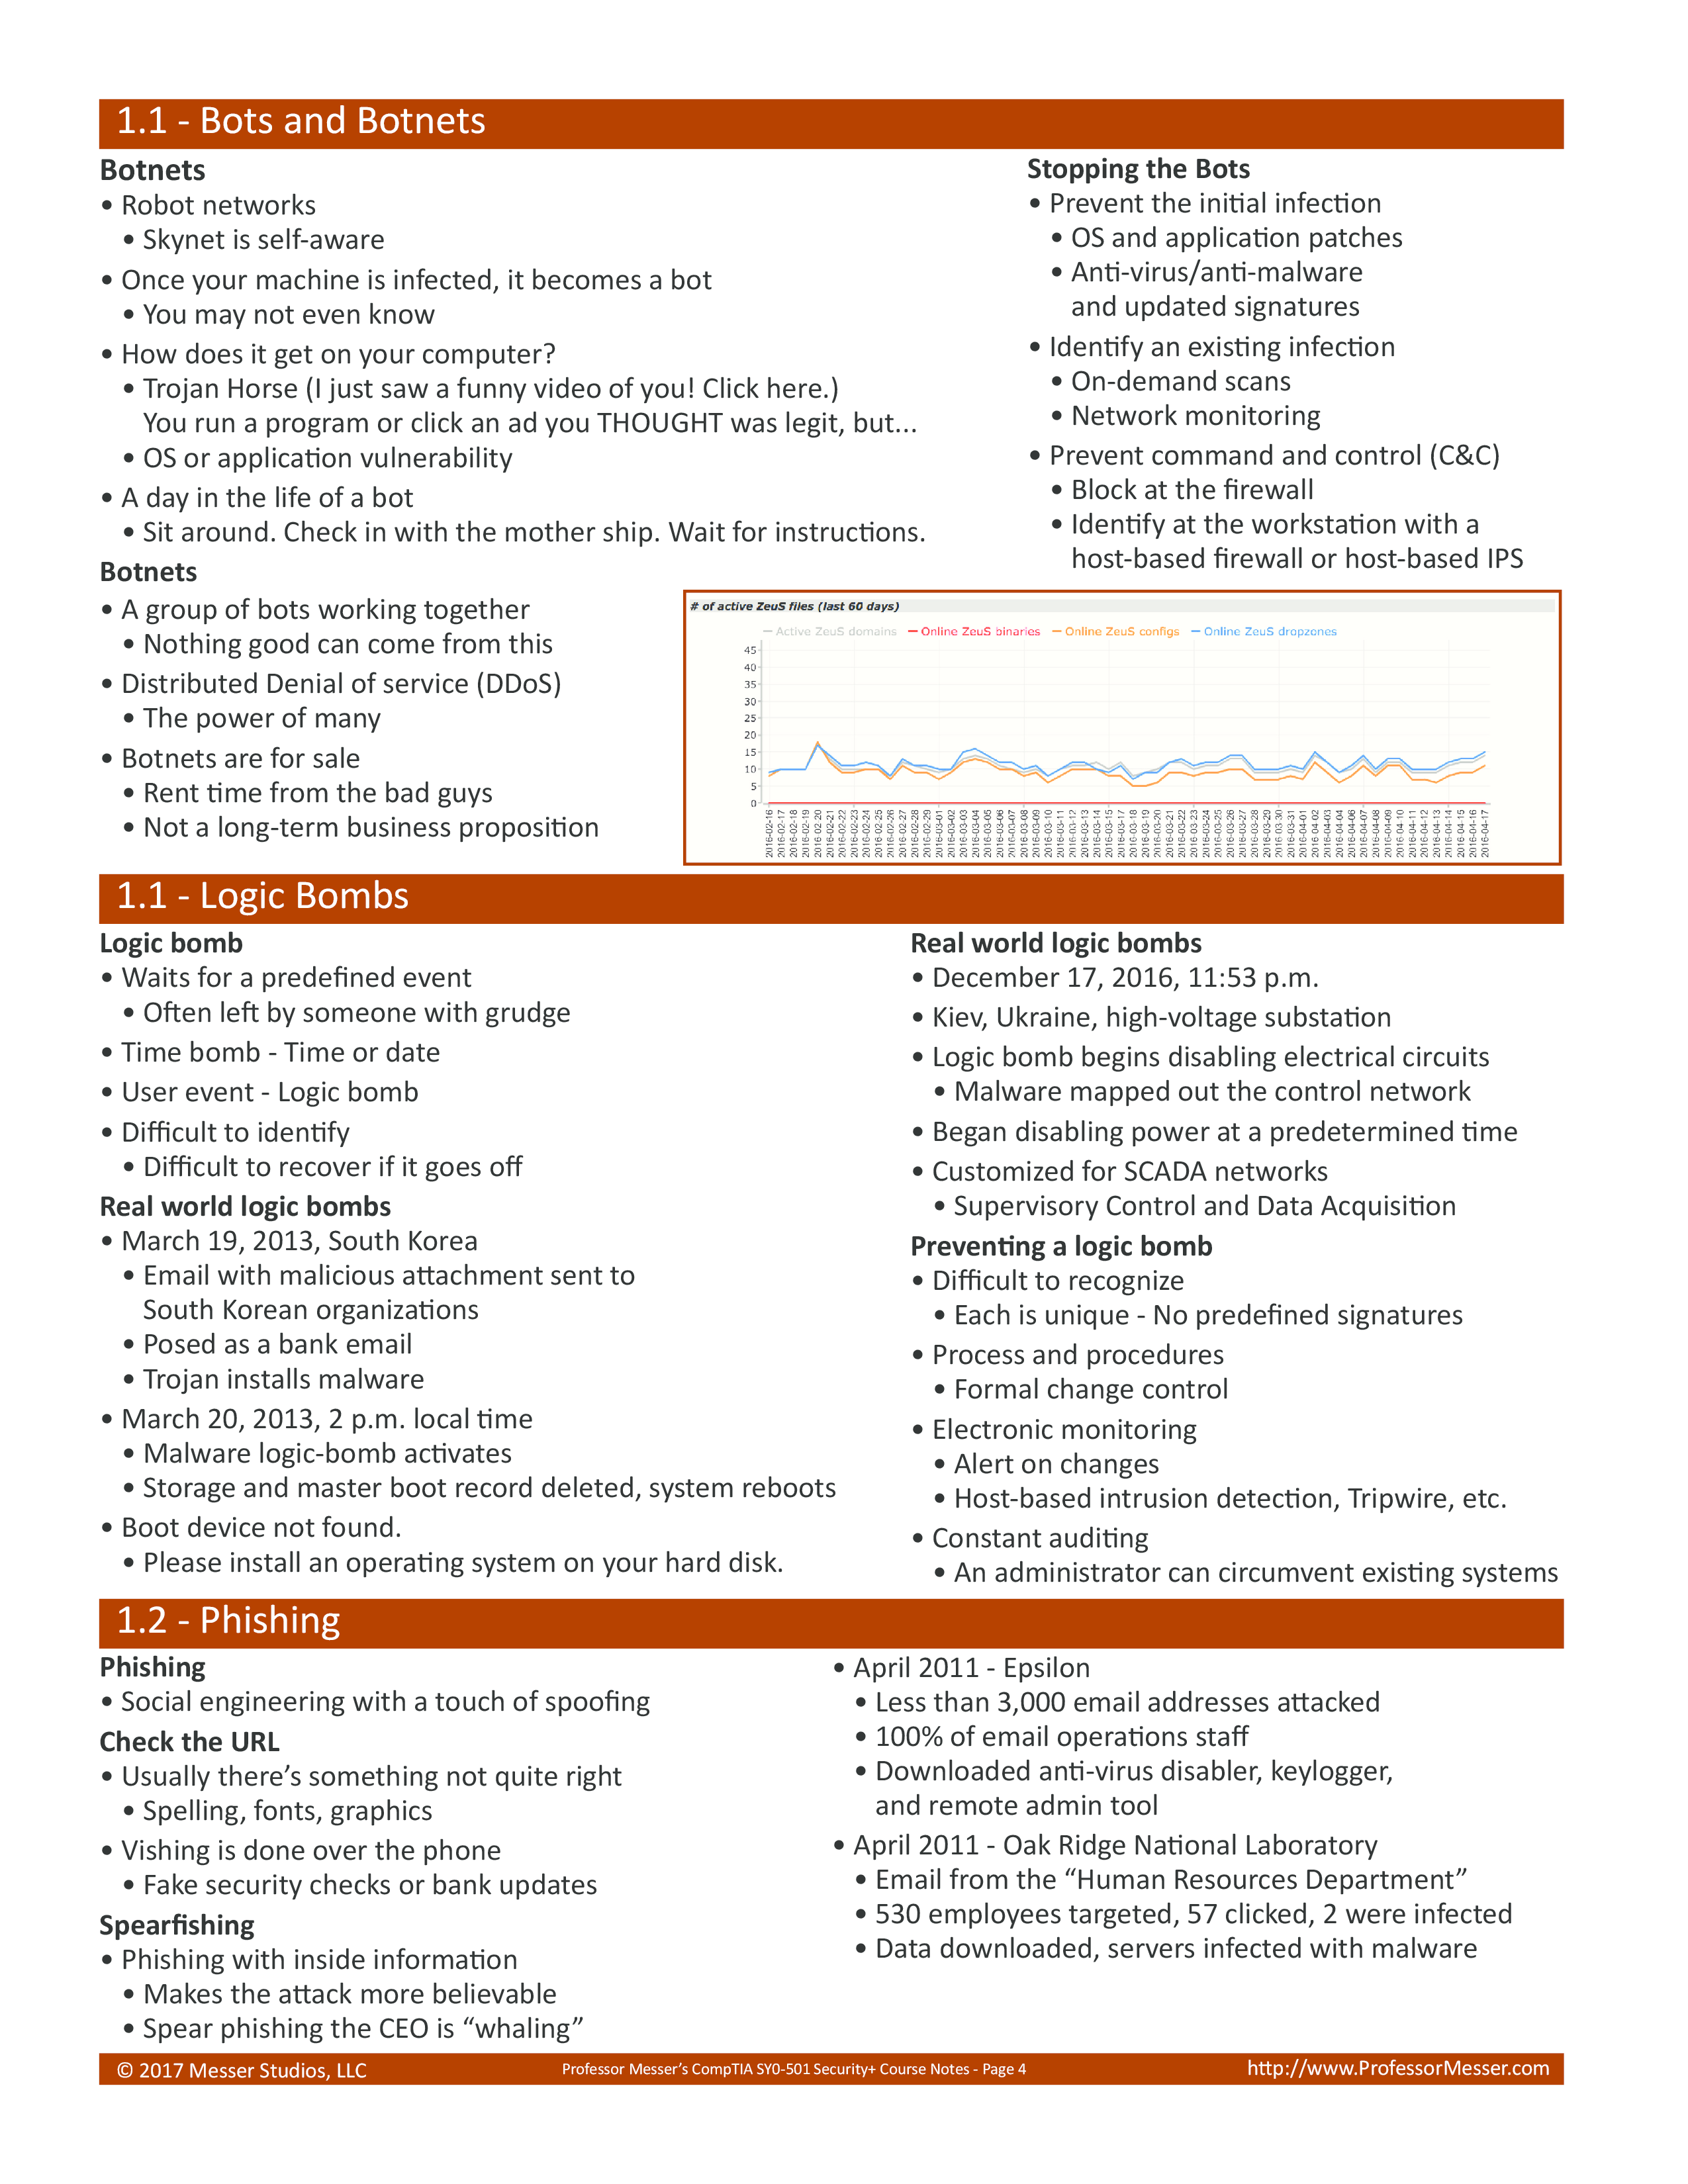 1.1 - Bots and Botnets
Botnets
• Robot networks
• Skynet is self-aware
• Once your machine is infected, it becomes a bot
• You may not even know
• How does it get on your computer?
• Trojan Horse (I just saw a funny video of you! Click here.)
You run a program or click an ad you THOUGHT was legit, but...
• OS or application vulnerability
• A day in the life of a bot
• Sit around. Check in with the mother ship. Wait for instructions.
Botnets
• A group of bots working together
• Nothing good can come from this
• Distributed Denial of service (DDoS)
• The power of many
• Botnets are for sale
• Rent time from the bad guys
• Not a long-term business proposition
Stopping the Bots
• Prevent the initial infection
• OS and application patches
• Anti-virus/anti-malware
and updated signatures
• Identify an existing infection
• On-demand scans
• Network monitoring
• Prevent command and control (C&C)
• Block at the firewall
• Identify at the workstation with a
host-based firewall or host-based IPS
# of active ZeuS files (last 60 days)
Active ZeuS domains Online ZeuS binaries Online ZeuS configs Online ZeuS dropzones
45
40
35
30
25
20
15
10
5
0
2016-02-16
2016-02-17
2016-02-18
2016-02-19
2016-02-20
2016-02-21
2016-02-22
2016-02-23
2016-02-24
2016-02-25
2016-02-26
2016-02-27
2016-02-28
2016-02-29
2016-03-01
2016-03-02
2016-03-03
2016-03-04
2016-03-05
2016-03-06
2016-03-07
2016-03-08
2016-03-09
2016-03-10
2016-03-11
2016-03-12
2016-03-13
2016-03-14
2016-03-15
2016-03-16
2016-03-17
2016-03-18
2016-03-19
2016-03-20
2016-03-21
2016-03-22
2016-03-23
2016-03-24
2016-03-25
2016-03-26
2016-03-27
2016-03-28
2016-03-29
2016-03-30
2016-03-31
2016-04-01
2016-04-02
2016-04-03
2016-04-04
2016-04-06
2016-04-07
2016-04-08
2016-04-09
2016-04-10
2016-04-11
2016-04-12
2016-04-13
2016-04-14
2016-04-15
2016-04-16
2016-04-17
1.1 - Logic Bombs
Logic bomb
• Waits for a predefined event
• Often left by someone with grudge
• Time bomb - Time or date
• User event - Logic bomb
• Difficult to identify
• Difficult to recover if it goes off
Real world logic bombs
• March 19, 2013, South Korea
• Email with malicious attachment sent to
South Korean organizations
• Posed as a bank email
• Trojan installs malware
• March 20, 2013, 2 p.m. local time
• Malware logic-bomb activates
• Storage and master boot record deleted, system reboots
• Boot device not found.
• Please install an operating system on your hard disk.
Real world logic bombs
• December 17, 2016, 11:53 p.m.
• Kiev, Ukraine, high-voltage substation
• Logic bomb begins disabling electrical circuits
• Malware mapped out the control network
• Began disabling power at a predetermined time
• Customized for SCADA networks
• Supervisory Control and Data Acquisition
Preventing a logic bomb
• Difficult to recognize
• Each is unique - No predefined signatures
• Process and procedures
• Formal change control
• Electronic monitoring
• Alert on changes
• Host-based intrusion detection, Tripwire, etc.
• Constant auditing
• An administrator can circumvent existing systems
1.2 - Phishing
Phishing
• Social engineering with a touch of spoofing
Check the URL
• Usually there’s something not quite right
• Spelling, fonts, graphics
• Vishing is done over the phone
• Fake security checks or bank updates
Spearfishing
• Phishing with inside information
• Makes the attack more believable
• Spear phishing the CEO is “whaling”
• April 2011 - Epsilon
• Less than 3,000 email addresses attacked
• 100% of email operations staff
• Downloaded anti-virus disabler, keylogger,
and remote admin tool
• April 2011 - Oak Ridge National Laboratory
• Email from the “Human Resources Department”
• 530 employees targeted, 57 clicked, 2 were infected
• Data downloaded, servers infected with malware
© 2017 Messer Studios, LLC
Professor Messer’s CompTIA SY0-501 Security+ Course Notes - Page 4
http://www.ProfessorMesser.com